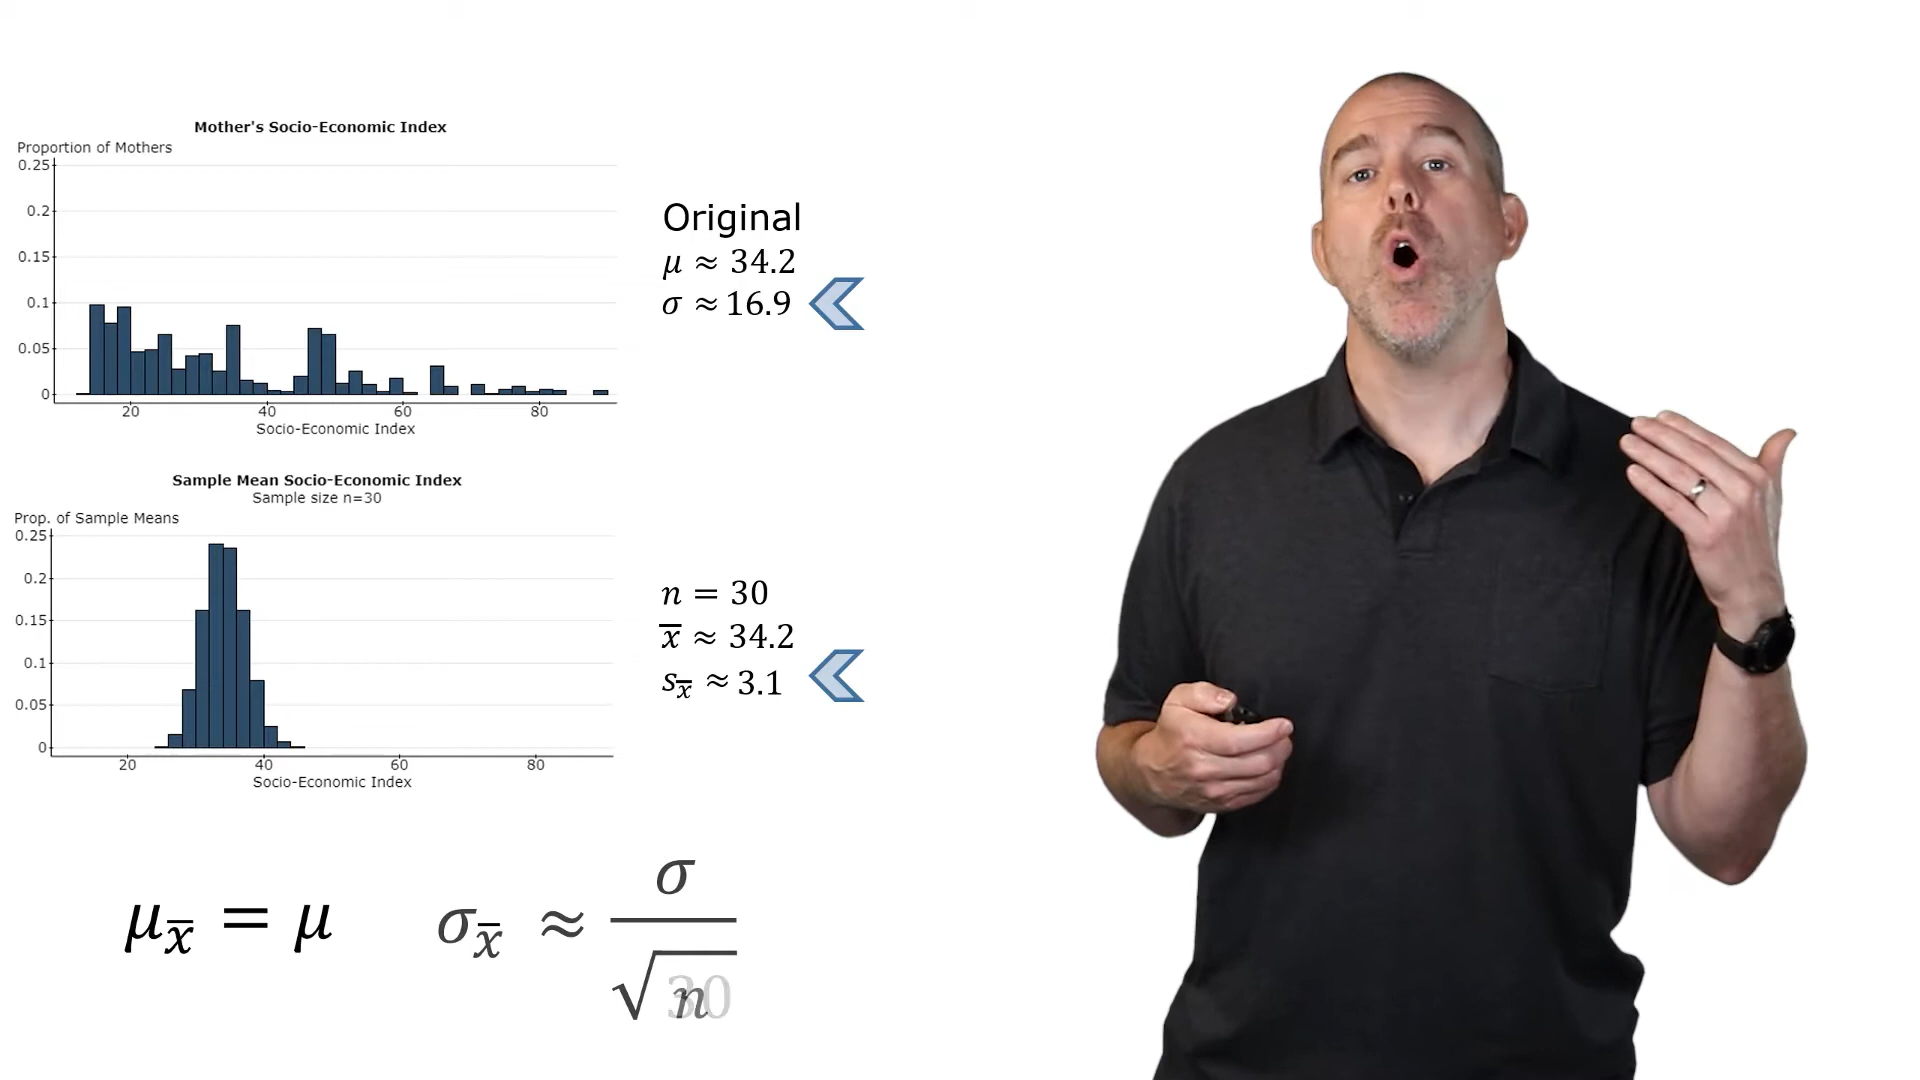 Mother's Socio-Economic Index
Proportion of Mothers
0.25
0.2
0.15
0.1
0.05
0
20 40 60 80
Socio-Economic Index
Original
μ ≈ 34.2
σ ≈ 16.9
Sample Mean Socio-Economic Index
Sample size n=30
Prop. of Sample Means
0.25
0.2
0.15
0.1
0.05
0
20 40 60 80
Socio-Economic Index
n = 30
x̅ ≈ 34.2
s_x̅ ≈ 3.1
μ_x̅ = μ
σ_x̅ ≈ σ / √n 30